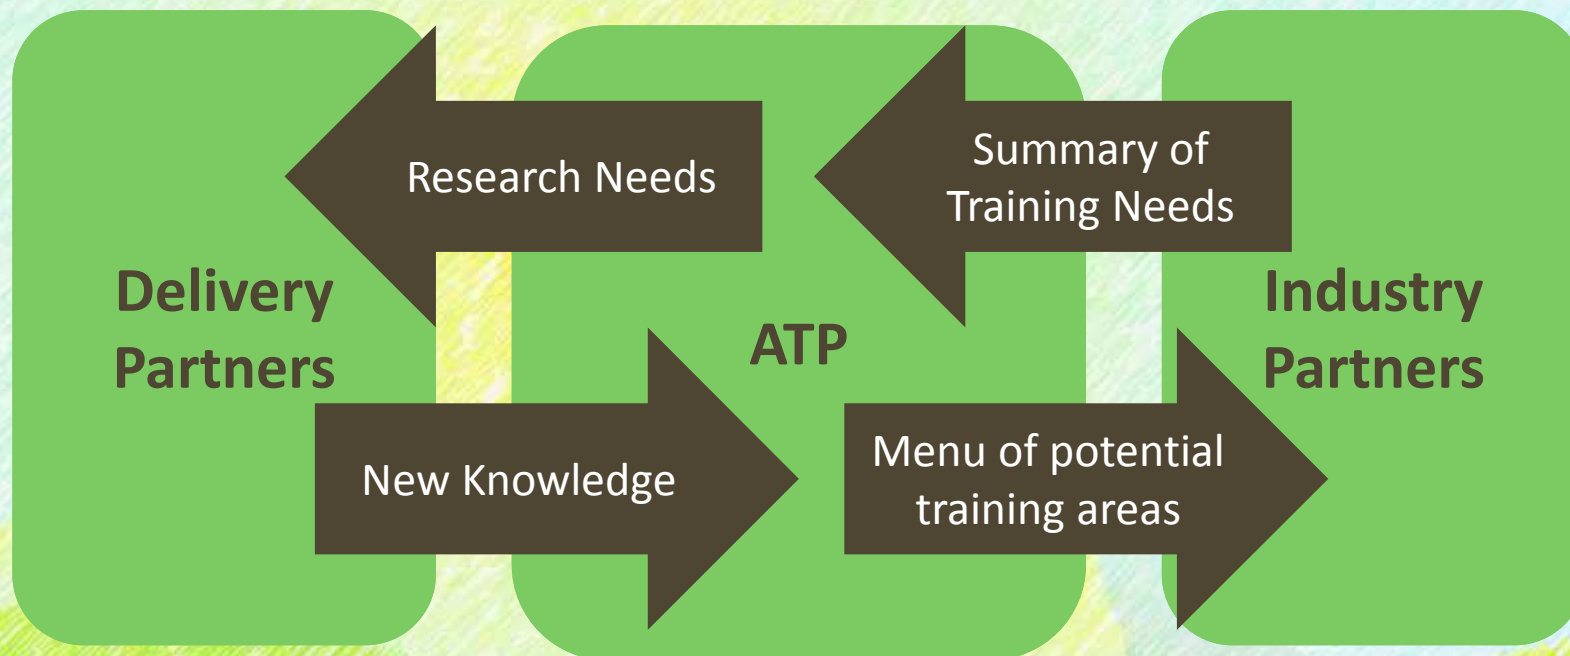 Research Needs
Summary of
Training Needs
Delivery
Partners
ATP
Industry
Partners
New Knowledge
Menu of potential
training areas